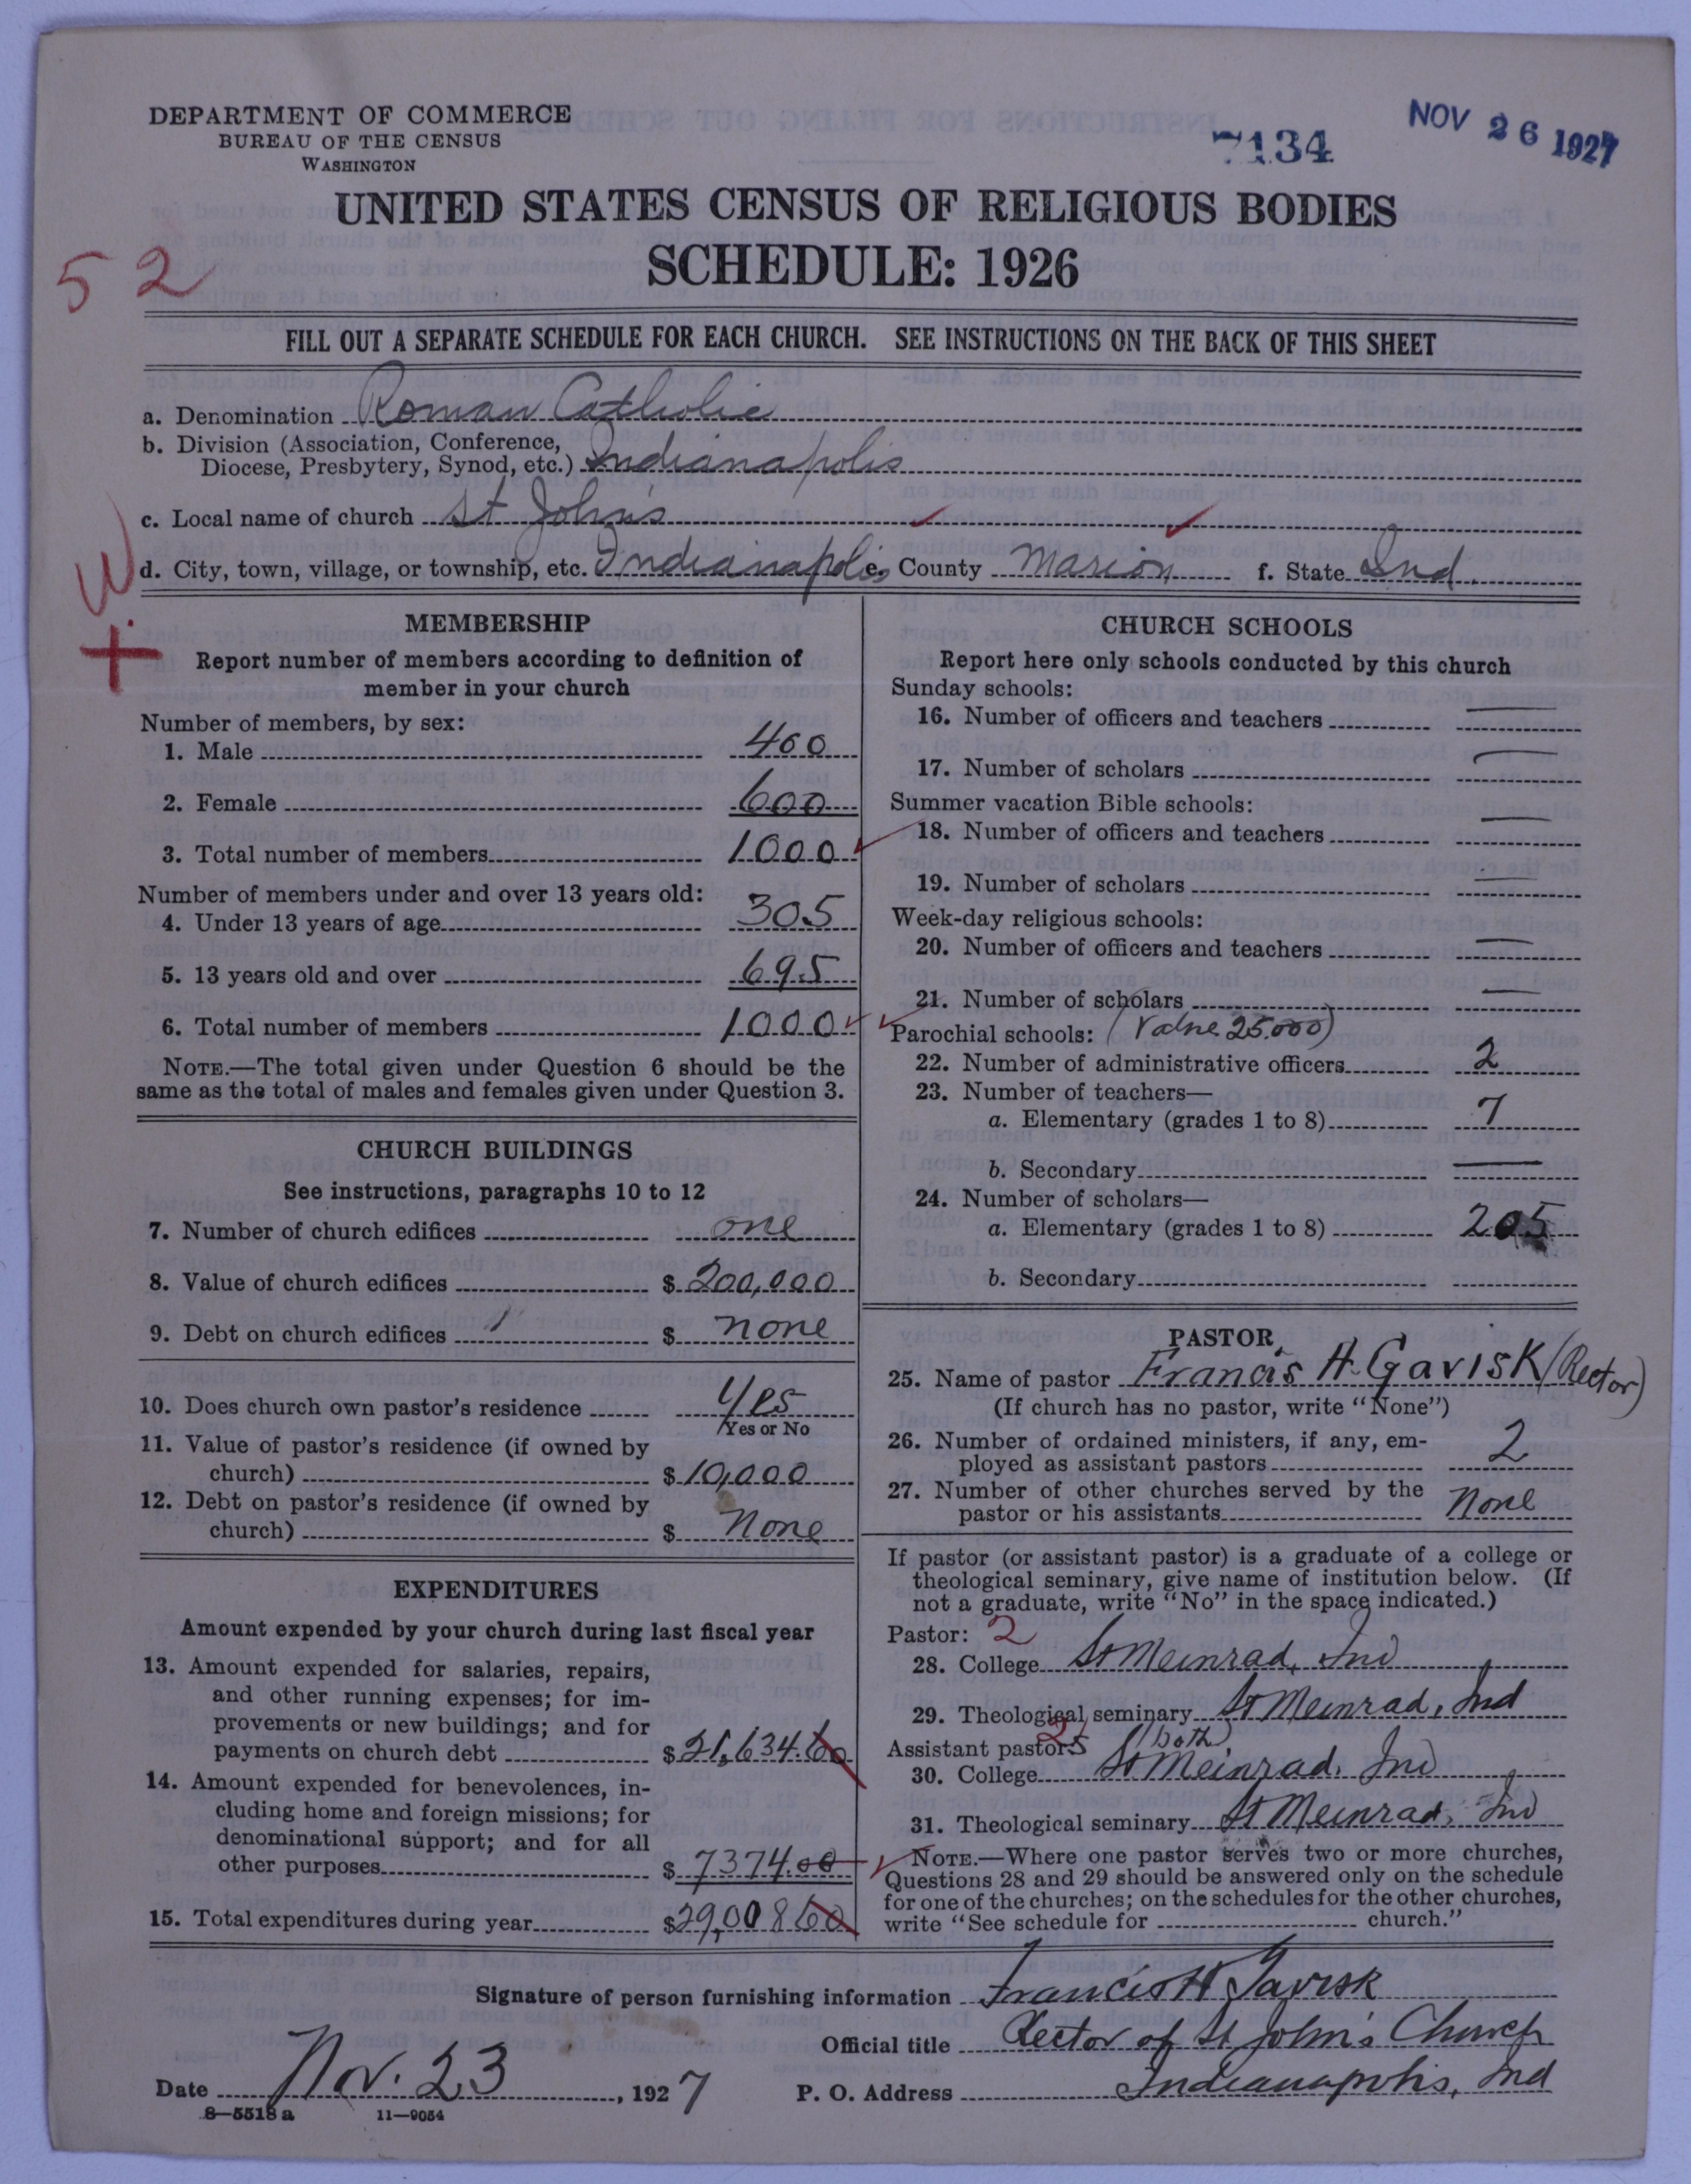 DEPARTMENT OF COMMERCE
BUREAU OF THE CENSUS
WASHINGTON
7134
NOV 26 1927
UNITED STATES CENSUS OF RELIGIOUS BODIES
SCHEDULE: 1926
52
FILL OUT A SEPARATE SCHEDULE FOR EACH CHURCH. SEE INSTRUCTIONS ON THE BACK OF THIS SHEET
a. Denomination Roman Catholic
b. Division (Association, Conference,
Diocese, Presbytery, Synod, etc.) Indianapolis
c. Local name of church St John's
W
d. City, town, village, or township, etc. Indianapolis e. County Marion f. State Ind.
+
MEMBERSHIP
Report number of members according to definition of
member in your church
Number of members, by sex:
1. Male 400
2. Female 600
3. Total number of members 1000
Number of members under and over 13 years old:
4. Under 13 years of age 305
5. 13 years old and over 695
6. Total number of members 1000
NOTE.—The total given under Question 6 should be the
same as the total of males and females given under Question 3.
CHURCH BUILDINGS
See instructions, paragraphs 10 to 12
7. Number of church edifices one
8. Value of church edifices $ 200,000
9. Debt on church edifices $ none
10. Does church own pastor's residence yes
Yes or No
11. Value of pastor's residence (if owned by
church) $ 10,000
12. Debt on pastor's residence (if owned by
church) $ None
EXPENDITURES
Amount expended by your church during last fiscal year
13. Amount expended for salaries, repairs,
and other running expenses; for im-
provements or new buildings; and for
payments on church debt $ 21,634.60
14. Amount expended for benevolences, in-
cluding home and foreign missions; for
denominational support; and for all
other purposes $ 7374.00
15. Total expenditures during year $ 29,008 60
CHURCH SCHOOLS
Report here only schools conducted by this church
Sunday schools:
16. Number of officers and teachers —
17. Number of scholars —
Summer vacation Bible schools:
18. Number of officers and teachers —
19. Number of scholars —
Week-day religious schools:
20. Number of officers and teachers —
21. Number of scholars —
Parochial schools: (Value 25.000)
22. Number of administrative officers 2
23. Number of teachers—
a. Elementary (grades 1 to 8) 7
b. Secondary —
24. Number of scholars—
a. Elementary (grades 1 to 8) 205
b. Secondary
PASTOR
25. Name of pastor Francis H. Gavisk (Rector)
(If church has no pastor, write "None")
26. Number of ordained ministers, if any, em-
ployed as assistant pastors 2
27. Number of other churches served by the
pastor or his assistants None
If pastor (or assistant pastor) is a graduate of a college or
theological seminary, give name of institution below. (If
not a graduate, write "No" in the space indicated.)
Pastor: 2
28. College St Meinrad, Ind
29. Theological seminary St Meinrad, Ind
Assistant pastors (both)
30. College St Meinrad, Ind
31. Theological seminary St Meinrad, Ind
NOTE.—Where one pastor serves two or more churches,
Questions 28 and 29 should be answered only on the schedule
for one of the churches; on the schedules for the other churches,
write "See schedule for church."
Signature of person furnishing information Francis H Gavisk
Official title Rector of St John's Church
Date Nov. 23, 1927 P. O. Address Indianapolis, Ind
8—5518 a 11—9054